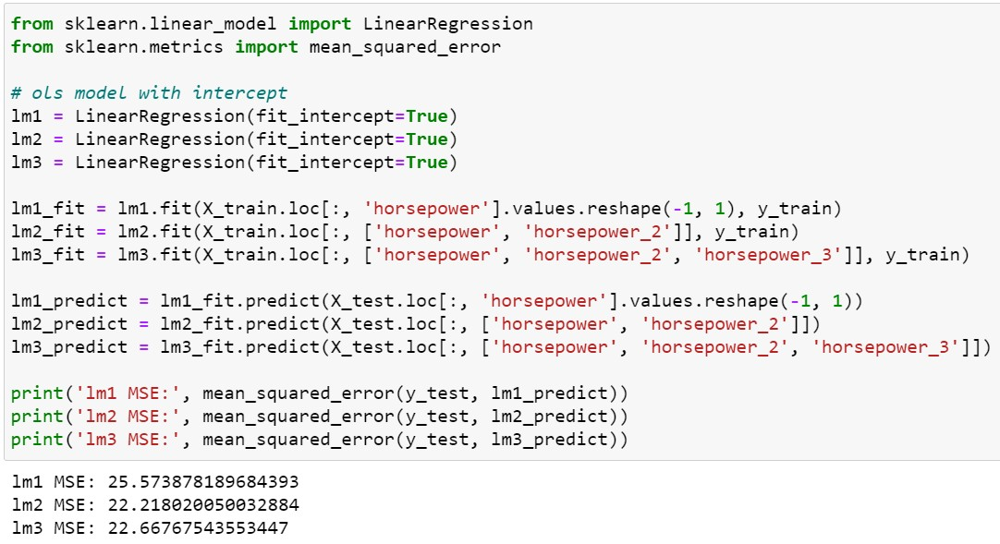 from sklearn.linear_model import LinearRegression
from sklearn.metrics import mean_squared_error
# ols model with intercept
lm1 = LinearRegression(fit_intercept=True)
lm2 = LinearRegression(fit_intercept=True)
lm3 = LinearRegression(fit_intercept=True)
lm1_fit = lm1.fit(X_train.loc[:, 'horsepower'].values.reshape(-1, 1), y_train)
lm2_fit = lm2.fit(X_train.loc[:, ['horsepower', 'horsepower_2']], y_train)
lm3_fit = lm3.fit(X_train.loc[:, ['horsepower', 'horsepower_2', 'horsepower_3']], y_train)
lm1_predict = lm1_fit.predict(X_test.loc[:, 'horsepower'].values.reshape(-1, 1))
lm2_predict = lm2_fit.predict(X_test.loc[:, ['horsepower', 'horsepower_2']])
lm3_predict = lm3_fit.predict(X_test.loc[:, ['horsepower', 'horsepower_2', 'horsepower_3']])
print('lm1 MSE:', mean_squared_error(y_test, lm1_predict))
print('lm2 MSE:', mean_squared_error(y_test, lm2_predict))
print('lm3 MSE:', mean_squared_error(y_test, lm3_predict))
lm1 MSE: 25.573878189684393
lm2 MSE: 22.218020050032884
lm3 MSE: 22.66767543553447